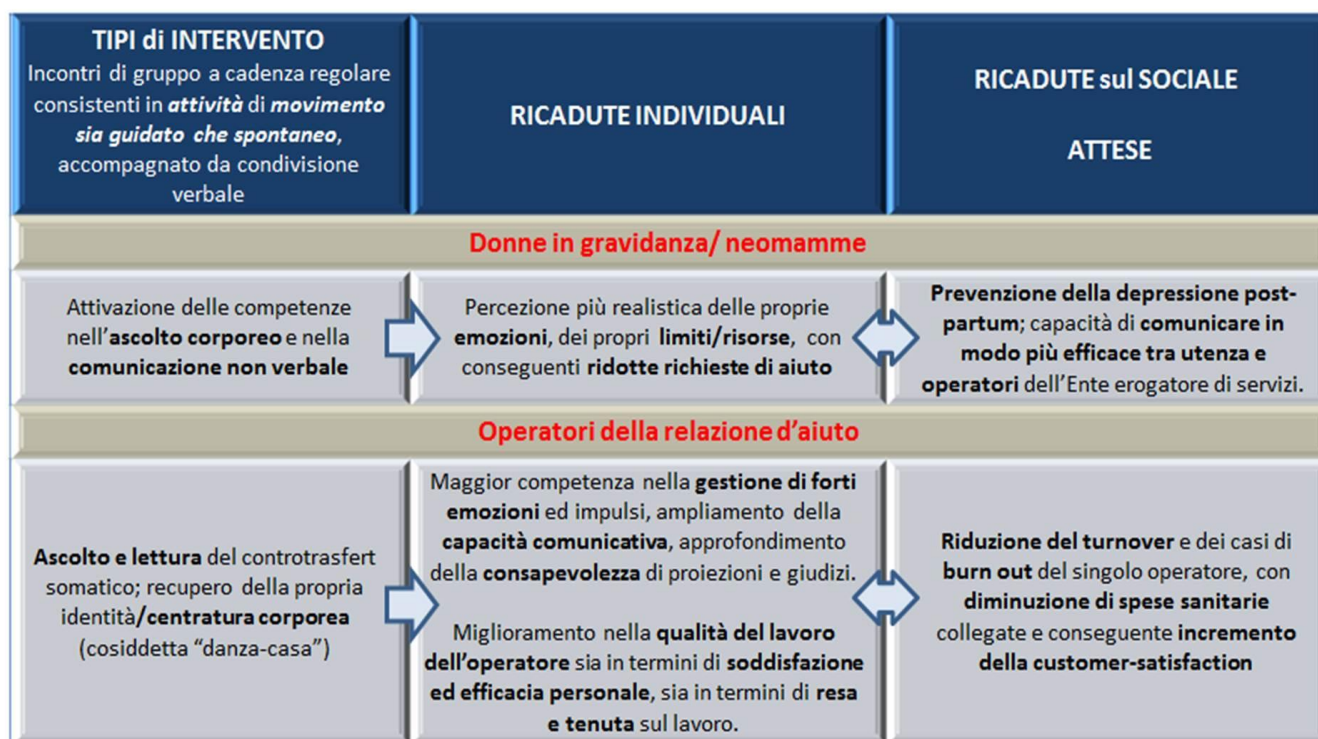 TIPI di INTERVENTO
Incontri di gruppo a cadenza regolare
consistenti in attività di movimento
sia guidato che spontaneo,
accompagnato da condivisione
verbale
RICADUTE INDIVIDUALI
RICADUTE sul SOCIALE
ATTESE
Donne in gravidanza/ neomamme
Attivazione delle competenze
nell'ascolto corporeo e nella
comunicazione non verbale
Percezione più realistica delle proprie
emozioni, dei propri limiti/risorse, con
conseguenti ridotte richieste di aiuto
Prevenzione della depressione post-
partum; capacità di comunicare in
modo più efficace tra utenza e
operatori dell'Ente erogatore di servizi.
Operatori della relazione d'aiuto
Ascolto e lettura del controtrasfert
somatico; recupero della propria
identità/centratura corporea
(cosiddetta "danza-casa")
Maggior competenza nella gestione di forti
emozioni ed impulsi, ampliamento della
capacità comunicativa, approfondimento
della consapevolezza di proiezioni e giudizi.
Miglioramento nella qualità del lavoro
dell'operatore sia in termini di soddisfazione
ed efficacia personale, sia in termini di resa
e tenuta sul lavoro.
Riduzione del turnover e dei casi di
burn out del singolo operatore, con
diminuzione di spese sanitarie
collegate e conseguente incremento
della customer-satisfaction